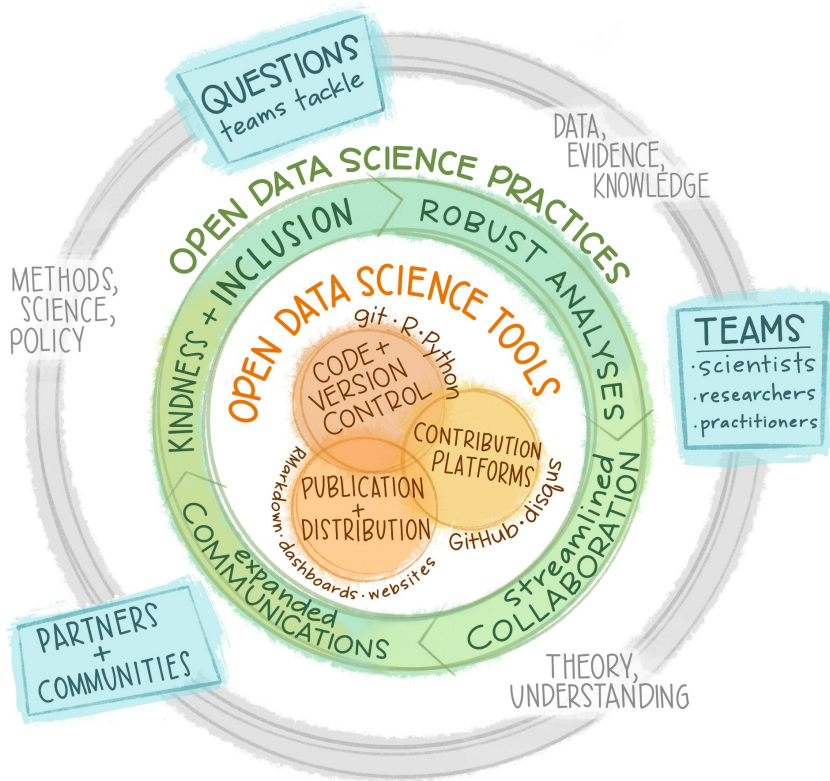 QUESTIONS
teams tackle
DATA,
EVIDENCE,
KNOWLEDGE
OPEN DATA SCIENCE PRACTICES
KINDNESS + INCLUSION
ROBUST ANALYSES
METHODS,
SCIENCE,
POLICY
OPEN DATA SCIENCE TOOLS
git · R · Python
CODE +
VERSION
CONTROL
TEAMS
· scientists
· researchers
· practitioners
CONTRIBUTION
PLATFORMS
GitHub · disqus
PUBLICATION
+
DISTRIBUTION
RMarkdown · dashboards · websites
streamlined
COLLABORATION
expanded
COMMUNICATIONS
PARTNERS
+
COMMUNITIES
THEORY,
UNDERSTANDING